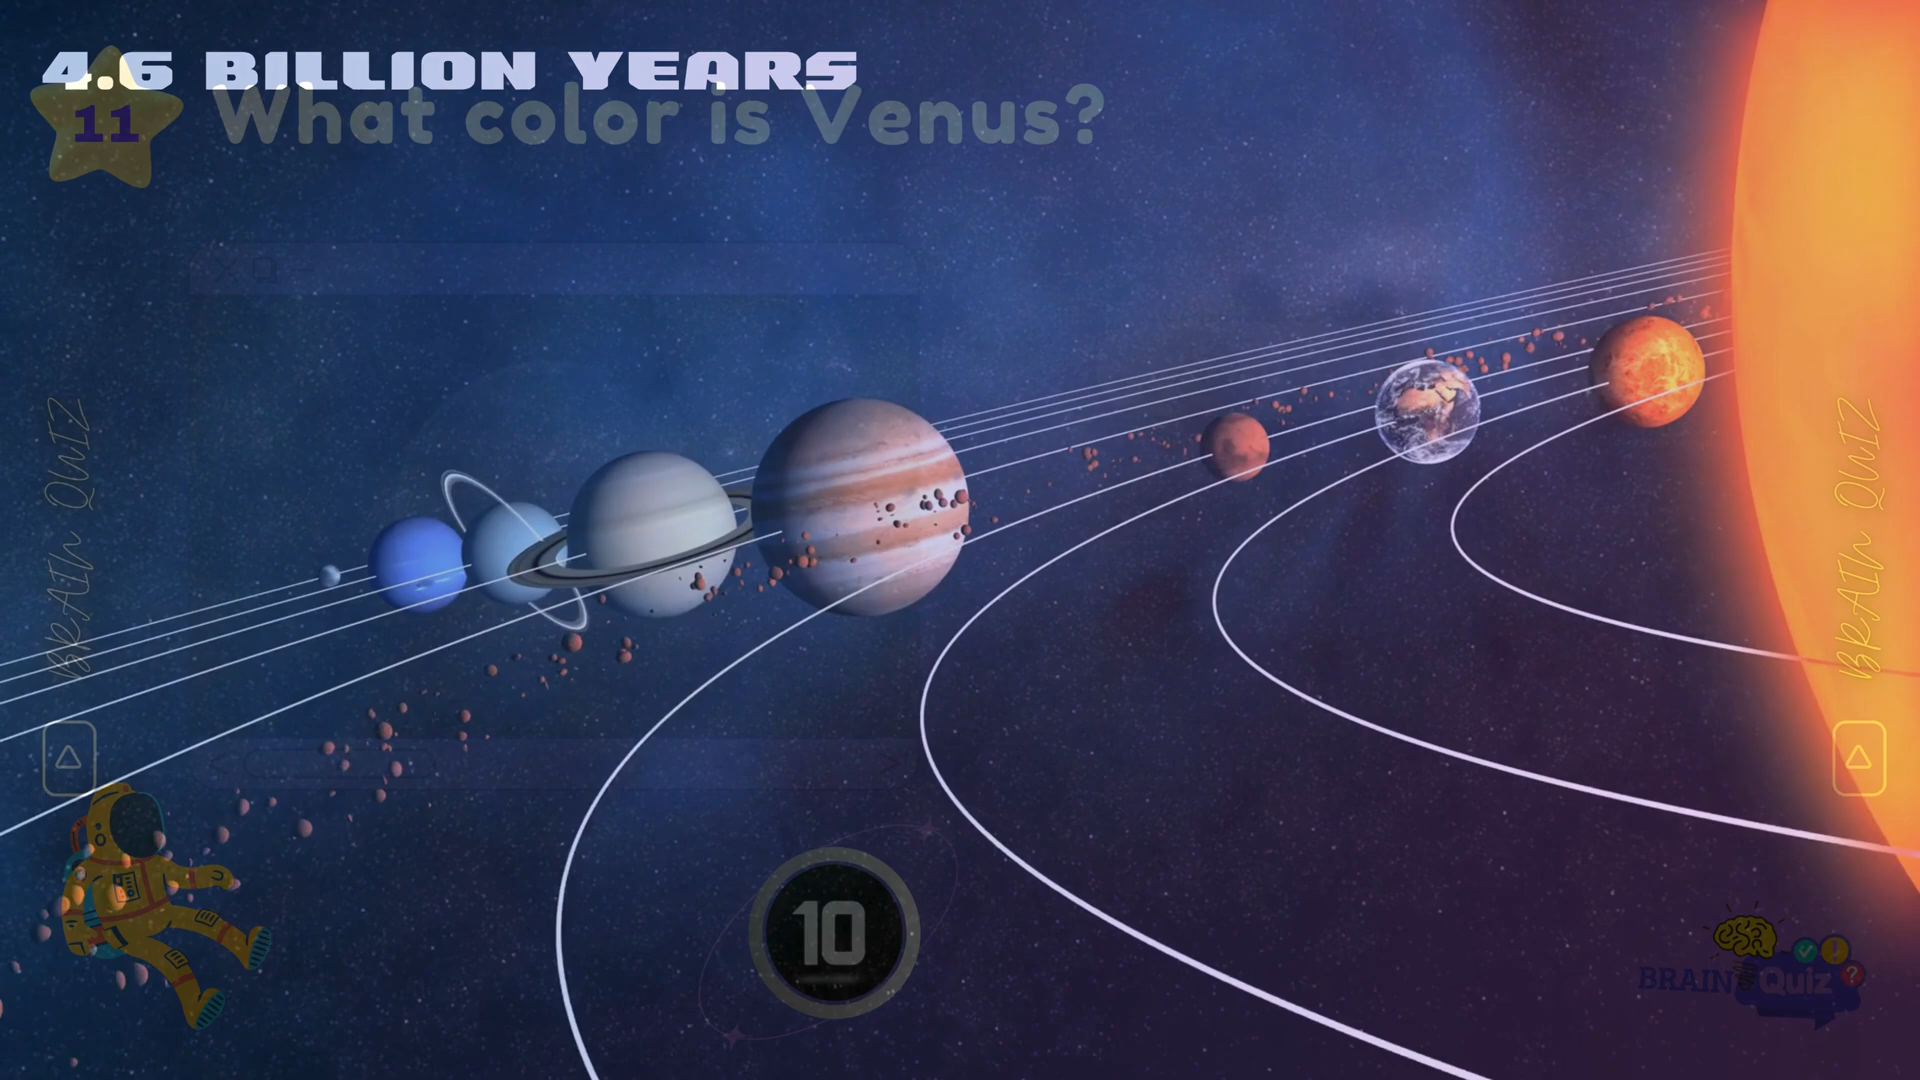 4.6 BILLION YEARS
11
What color is Venus?
BRAIN QUIZ
BRAIN QUIZ
10
BRAIN Quiz